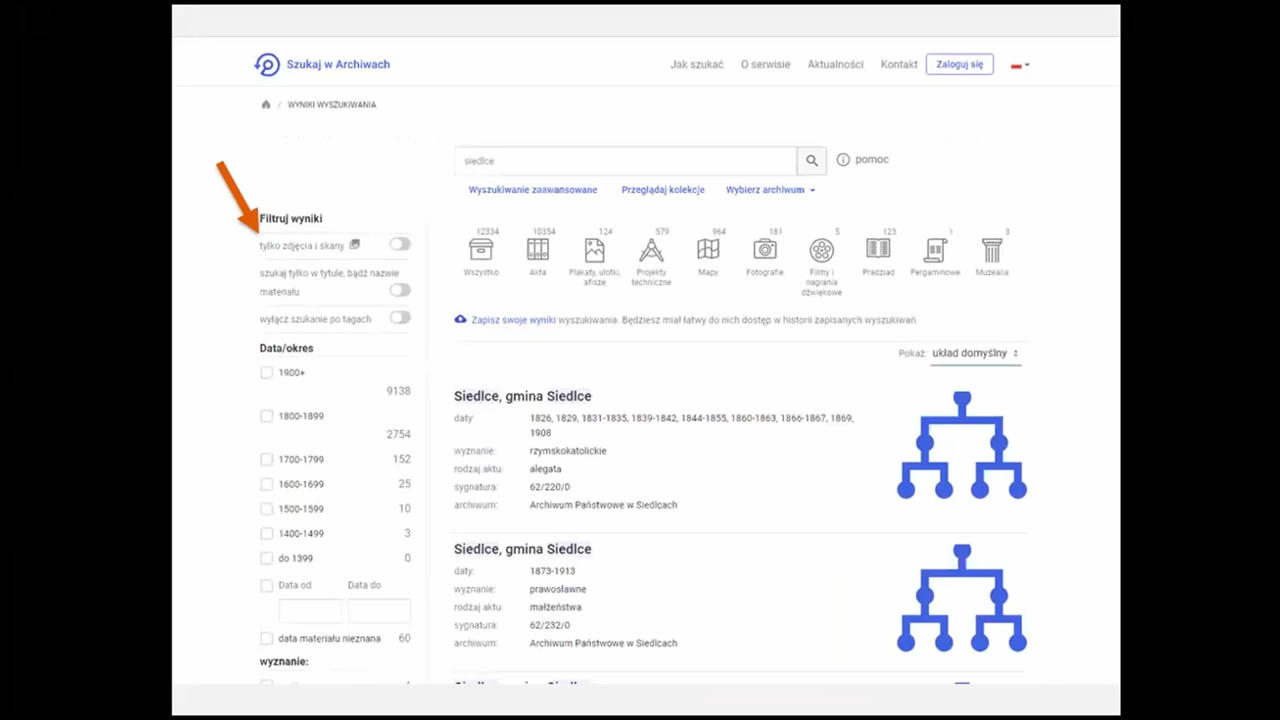 Szukaj w Archiwach
Jak szukać
O serwisie
Aktualności
Kontakt
Zaloguj się
/ WYNIKI WYSZUKIWANIA
siedlce
pomoc
Wyszukiwanie zaawansowane
Przeglądaj kolekcje
Wybierz archiwum
Filtruj wyniki
tylko zdjęcia i skany
szukaj tylko w tytule, bądź nazwie
materiału
wyłącz szukanie po tagach
Data/okres
1900+
9138
1800-1899
2754
1700-1799 152
1600-1699 25
1500-1599 10
1400-1499 3
do 1399 0
Data od Data do
data materiału nieznana 60
wyznanie:
12334
Wszystko
10354
Akta
124
Plakaty, ulotki,
afisze
579
Projekty
techniczne
964
Mapy
181
Fotografie
5
Filmy i
nagrania
dźwiękowe
123
Pradziad
1
Pergaminowe
3
Muzealia
Zapisz swoje wyniki wyszukiwania. Będziesz miał łatwy do nich dostęp w historii zapisanych wyszukiwań.
Pokaż: układ domyślny
Siedlce, gmina Siedlce
daty: 1826, 1829, 1831-1835, 1839-1842, 1844-1855, 1860-1863, 1866-1867, 1869,
1908
wyznanie: rzymskokatolickie
rodzaj aktu: alegata
sygnatura: 62/220/0
archiwum: Archiwum Państwowe w Siedlcach
Siedlce, gmina Siedlce
daty: 1873-1913
wyznanie: prawosławne
rodzaj aktu: małżeństwa
sygnatura: 62/232/0
archiwum: Archiwum Państwowe w Siedlcach